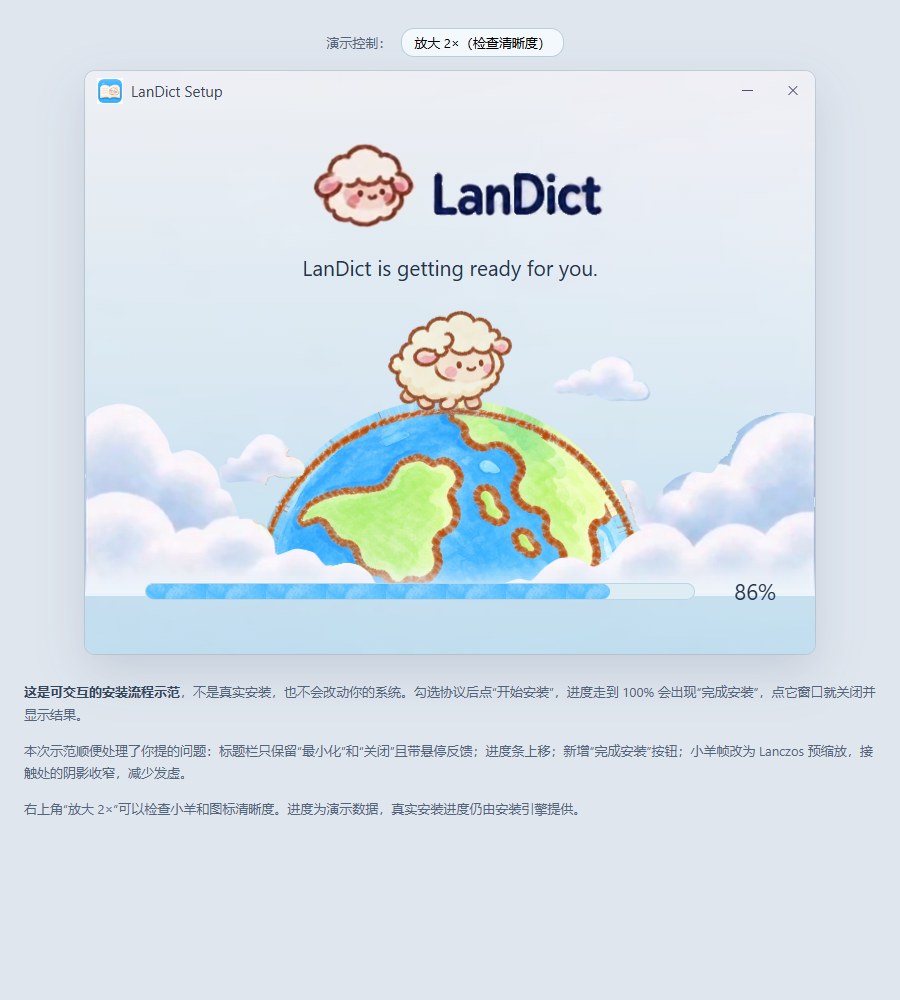 演示控制： 放大 2×（检查清晰度）
LanDict Setup
LanDict
LanDict is getting ready for you.
86%
这是可交互的安装流程示范，不是真实安装，也不会改动你的系统。勾选协议后点“开始安装”，进度走到 100% 会出现“完成安装”，点它窗口就关闭并
显示结果。
本次示范顺便处理了你提的问题：标题栏只保留“最小化”和“关闭”且带悬停反馈；进度条上移；新增“完成安装”按钮；小羊帧改为 Lanczos 预缩放，接
触处的阴影收窄，减少发虚。
右上角“放大 2×”可以检查小羊和图标清晰度。进度为演示数据，真实安装进度仍由安装引擎提供。